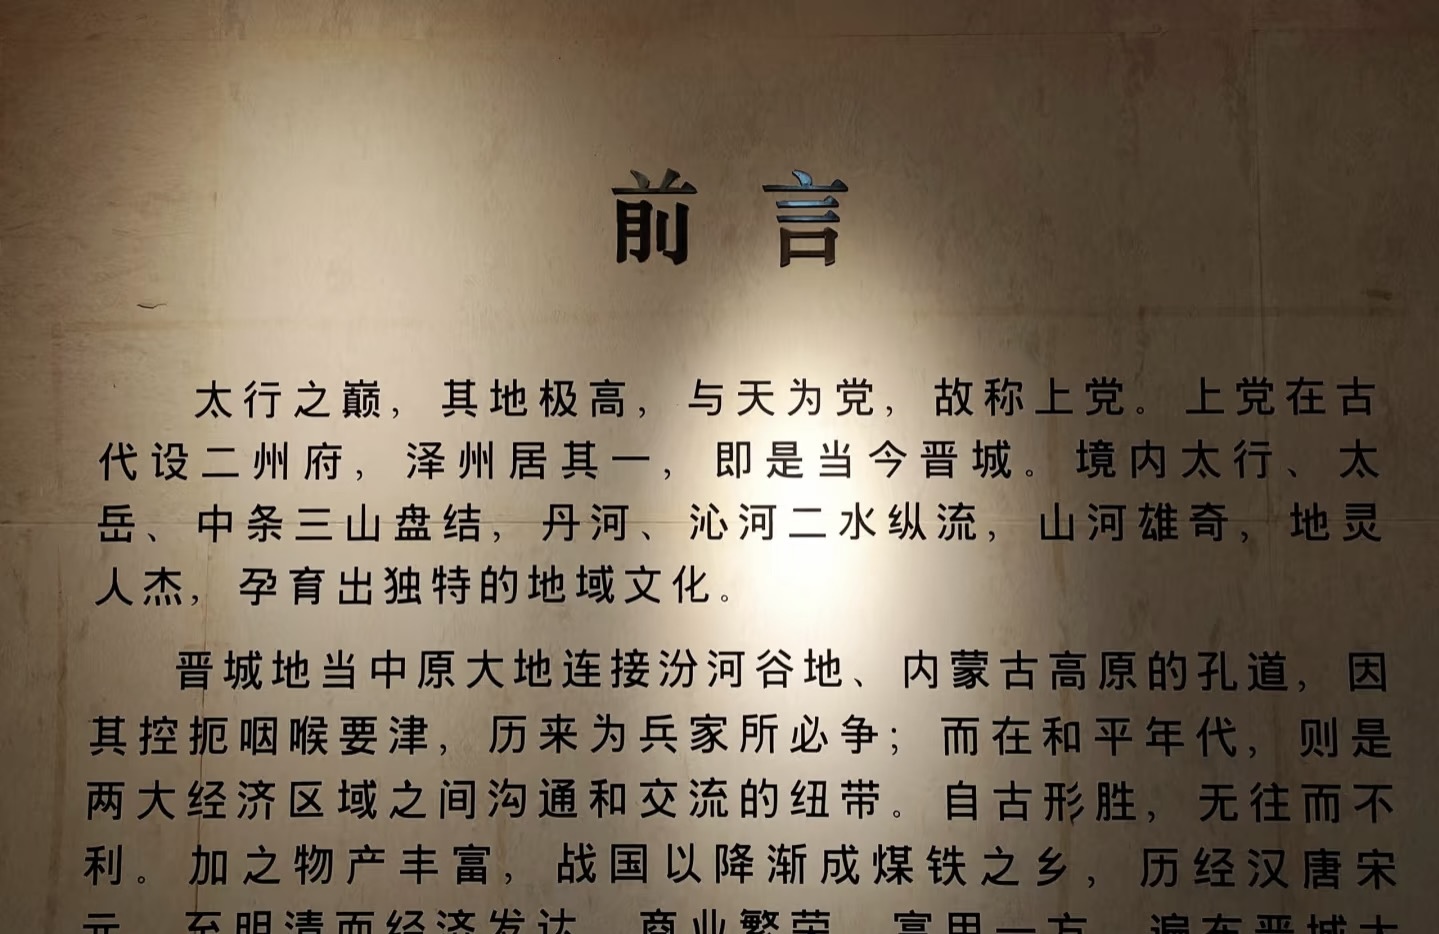 前言
太行之巅，其地极高，与天为党，故称上党。上党在古
代设二州府，泽州居其一，即是当今晋城。境内太行、太
岳、中条三山盘结，丹河、沁河二水纵流，山河雄奇，地灵
人杰，孕育出独特的地域文化。
晋城地当中原大地连接汾河谷地、内蒙古高原的孔道，因
其控扼咽喉要津，历来为兵家所必争；而在和平年代，则是
两大经济区域之间沟通和交流的纽带。自古形胜，无往而不
利。加之物产丰富，战国以降渐成煤铁之乡，历经汉唐宋
元，至明清而经济发达，商业繁荣，富甲一方，遍布晋城大